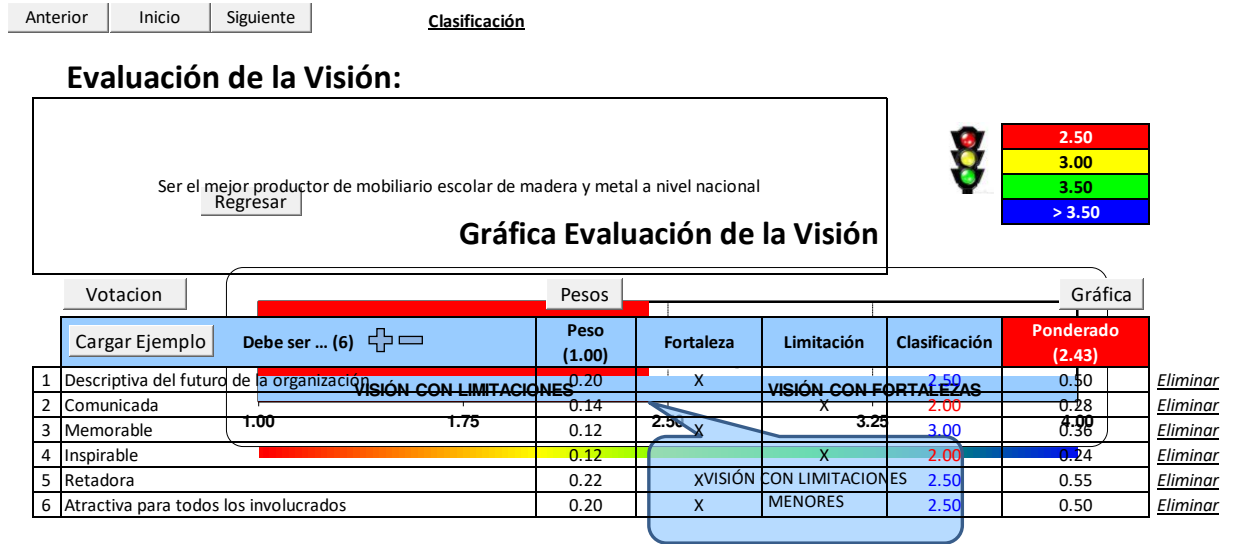 Anterior Inicio Siguiente Clasificación
Evaluación de la Visión:
2.50
3.00
Ser el mejor productor de mobiliario escolar de madera y metal a nivel nacional
3.50
Regresar
> 3.50
Gráfica Evaluación de la Visión
Votacion Pesos Gráfica
Cargar Ejemplo Debe ser ... (6) Peso (1.00) Fortaleza Limitación Clasificación Ponderado (2.43)
1 Descriptiva del futuro de la organización 0.20 X 2.50 0.50 Eliminar
VISIÓN CON LIMITACIONES VISIÓN CON FORTALEZAS
2 Comunicada 0.14 X 2.00 0.28 Eliminar
1.00 1.75 2.50 3.25 4.00
3 Memorable 0.12 X 3.00 0.36 Eliminar
4 Inspirable 0.12 X 2.00 0.24 Eliminar
5 Retadora 0.22 X 2.50 0.55 Eliminar
VISIÓN CON LIMITACIONES
MENORES
6 Atractiva para todos los involucrados 0.20 X 2.50 0.50 Eliminar